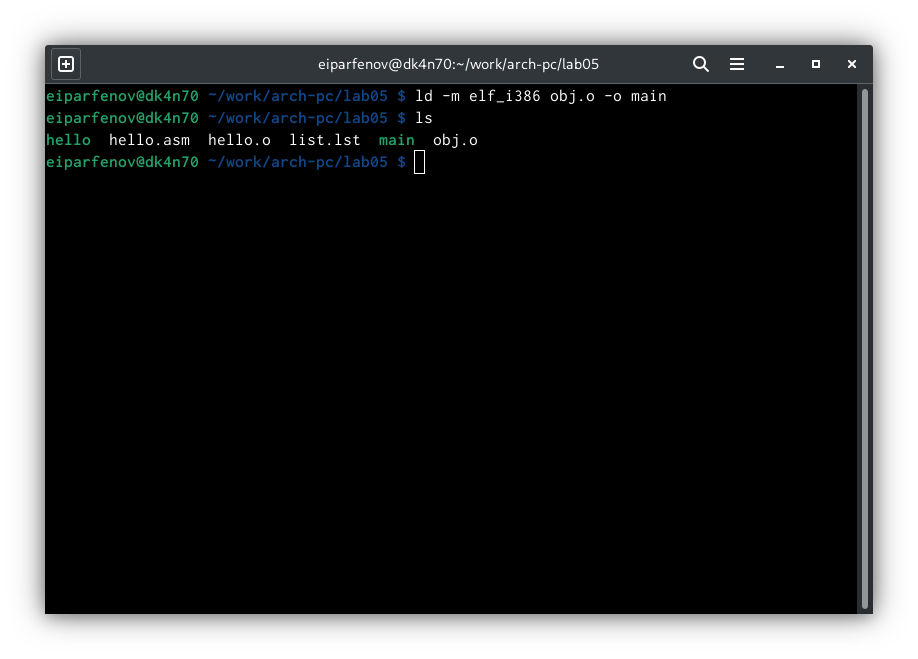 eiparfenov@dk4n70:~/work/arch-pc/lab05
eiparfenov@dk4n70 ~/work/arch-pc/lab05 $ ld -m elf_i386 obj.o -o main
eiparfenov@dk4n70 ~/work/arch-pc/lab05 $ ls
hello  hello.asm  hello.o  list.lst  main  obj.o
eiparfenov@dk4n70 ~/work/arch-pc/lab05 $